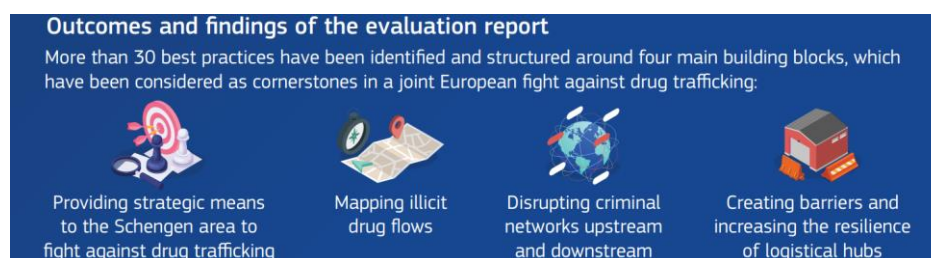 Outcomes and findings of the evaluation report
More than 30 best practices have been identified and structured around four main building blocks, which
have been considered as cornerstones in a joint European fight against drug trafficking:
Providing strategic means
to the Schengen area to
fight against drug trafficking
Mapping illicit
drug flows
Disrupting criminal
networks upstream
and downstream
Creating barriers and
increasing the resilience
of logistical hubs